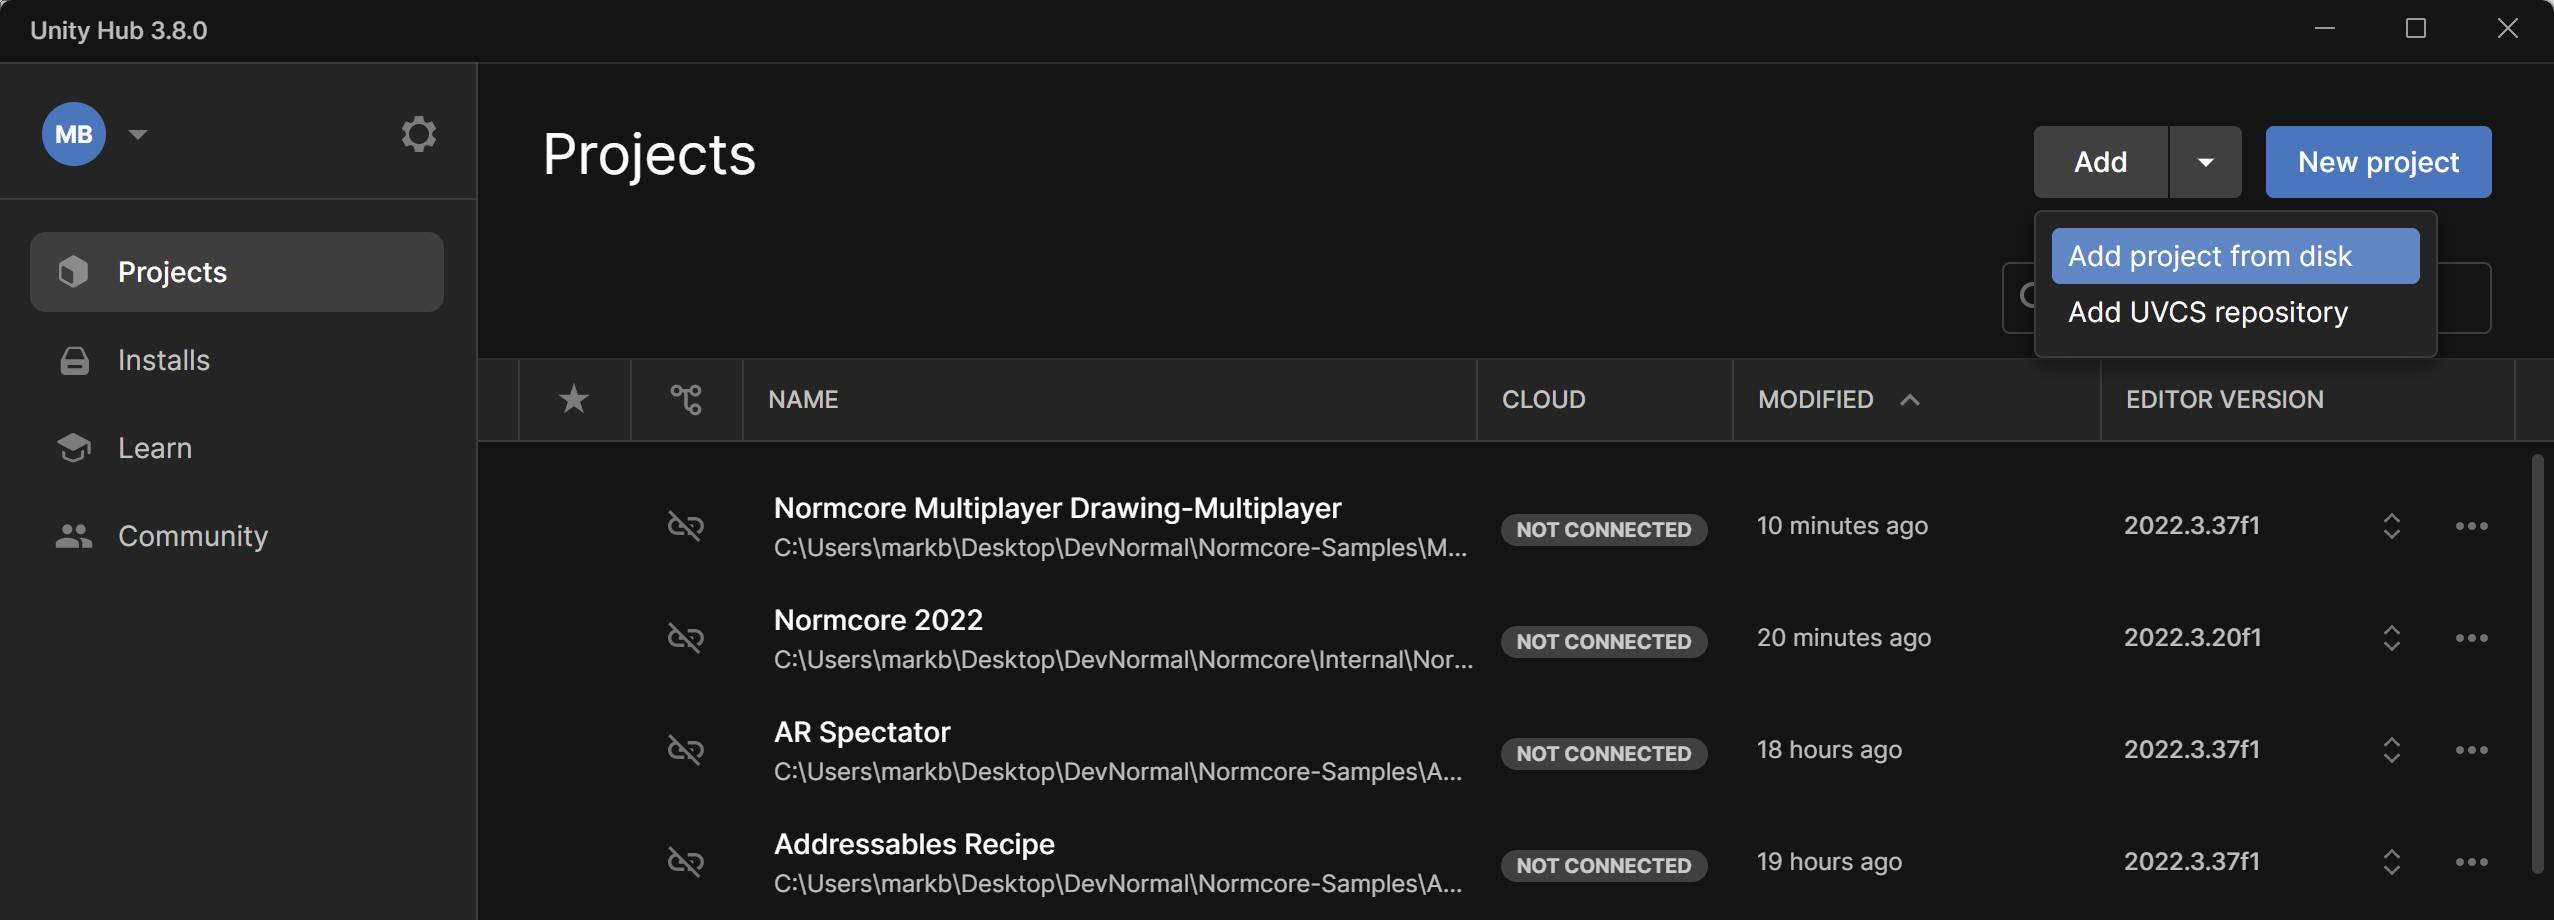 Unity Hub 3.8.0
MB
Projects
Installs
Learn
Community
Projects
Add
New project
Add project from disk
Add UVCS repository
NAME
CLOUD
MODIFIED
EDITOR VERSION
Normcore Multiplayer Drawing-Multiplayer
C:\Users\markb\Desktop\DevNormal\Normcore-Samples\M...
NOT CONNECTED
10 minutes ago
2022.3.37f1
Normcore 2022
C:\Users\markb\Desktop\DevNormal\Normcore\Internal\Nor...
NOT CONNECTED
20 minutes ago
2022.3.20f1
AR Spectator
C:\Users\markb\Desktop\DevNormal\Normcore-Samples\A...
NOT CONNECTED
18 hours ago
2022.3.37f1
Addressables Recipe
C:\Users\markb\Desktop\DevNormal\Normcore-Samples\A...
NOT CONNECTED
19 hours ago
2022.3.37f1